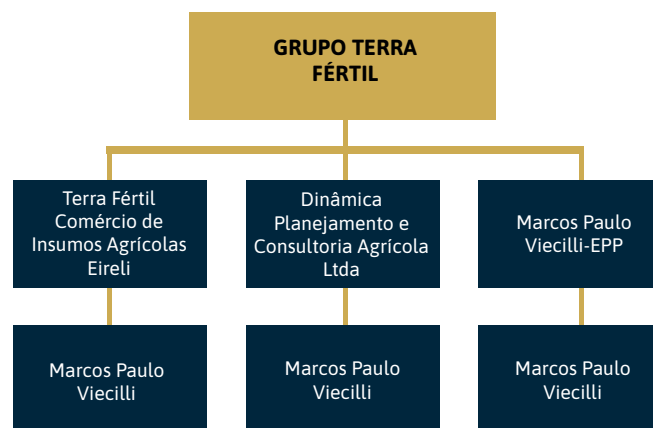 GRUPO TERRA
FÉRTIL
Terra Fértil
Comércio de
Insumos Agrícolas
Eireli
Dinâmica
Planejamento e
Consultoria Agrícola
Ltda
Marcos Paulo
Viecilli-EPP
Marcos Paulo
Viecilli
Marcos Paulo
Viecilli
Marcos Paulo
Viecilli